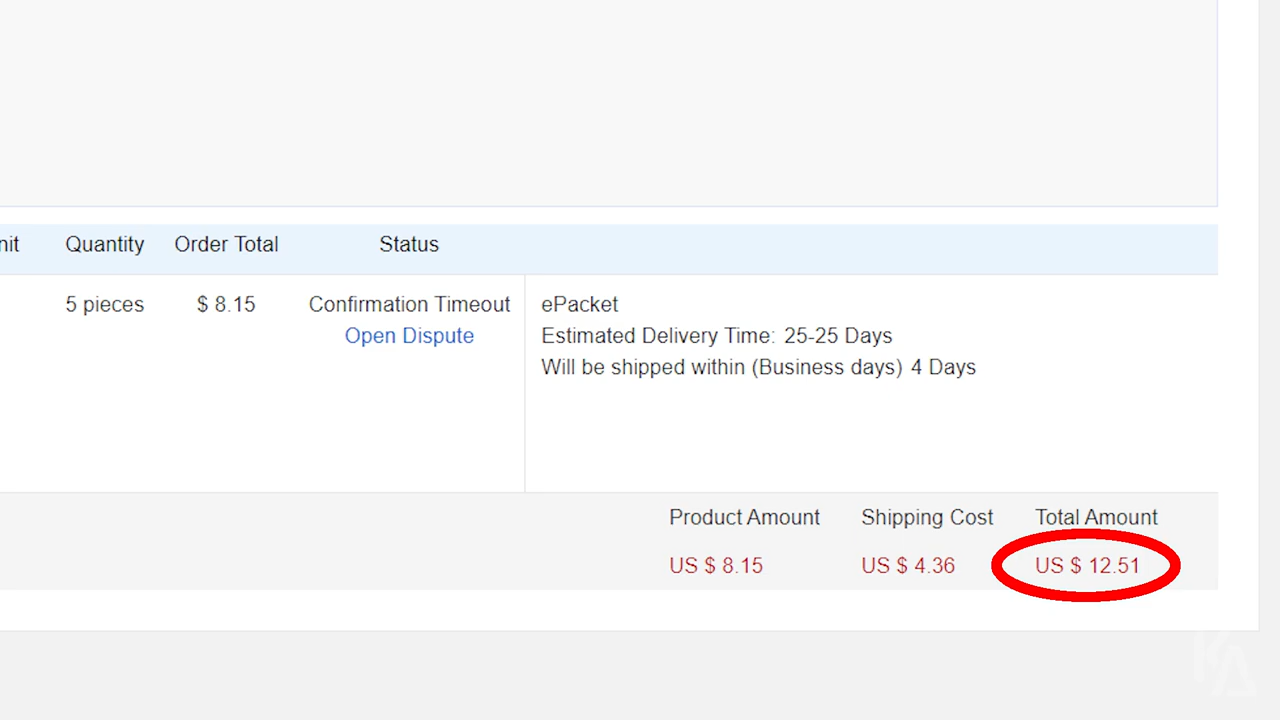 nit Quantity Order Total Status
5 pieces $ 8.15 Confirmation Timeout ePacket
Open Dispute Estimated Delivery Time: 25-25 Days
Will be shipped within (Business days) 4 Days
Product Amount Shipping Cost Total Amount
US $ 8.15 US $ 4.36 US $ 12.51
KA